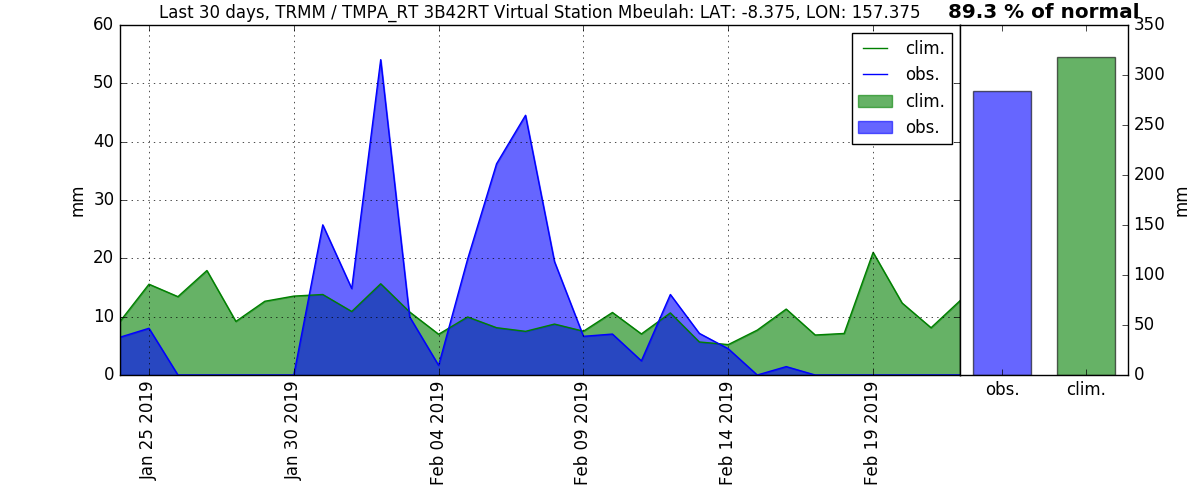 Last 30 days, TRMM / TMPA_RT 3B42RT Virtual Station Mbeulah: LAT: -8.375, LON: 157.375
89.3 % of normal
60
50
40
30
20
10
0
mm
clim.
obs.
clim.
obs.
Jan 25 2019
Jan 30 2019
Feb 04 2019
Feb 09 2019
Feb 14 2019
Feb 19 2019
350
300
250
200
150
100
50
0
mm
obs.
clim.